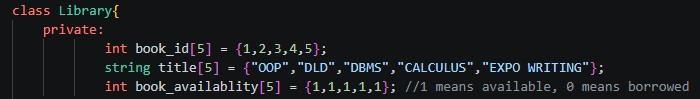 class Library{
private:
int book_id[5] = {1,2,3,4,5};
string title[5] = {"OOP","DLD","DBMS","CALCULUS","EXPO WRITING"};
int book_availablity[5] = {1,1,1,1,1}; //1 means available, 0 means borrowed